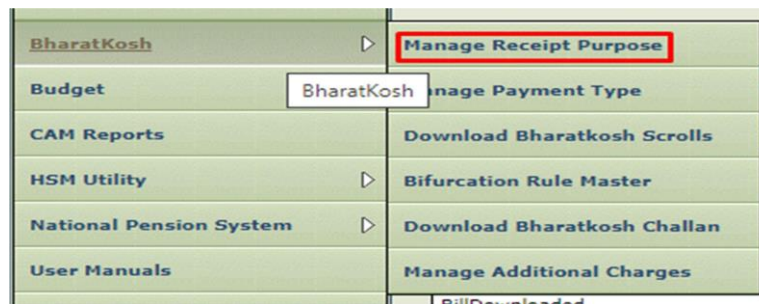 BharatKosh
Manage Receipt Purpose
Budget
BharatKosh
nage Payment Type
CAM Reports
Download Bharatkosh Scrolls
HSM Utility
Bifurcation Rule Master
National Pension System
Download Bharatkosh Challan
User Manuals
Manage Additional Charges
BillDownloaded